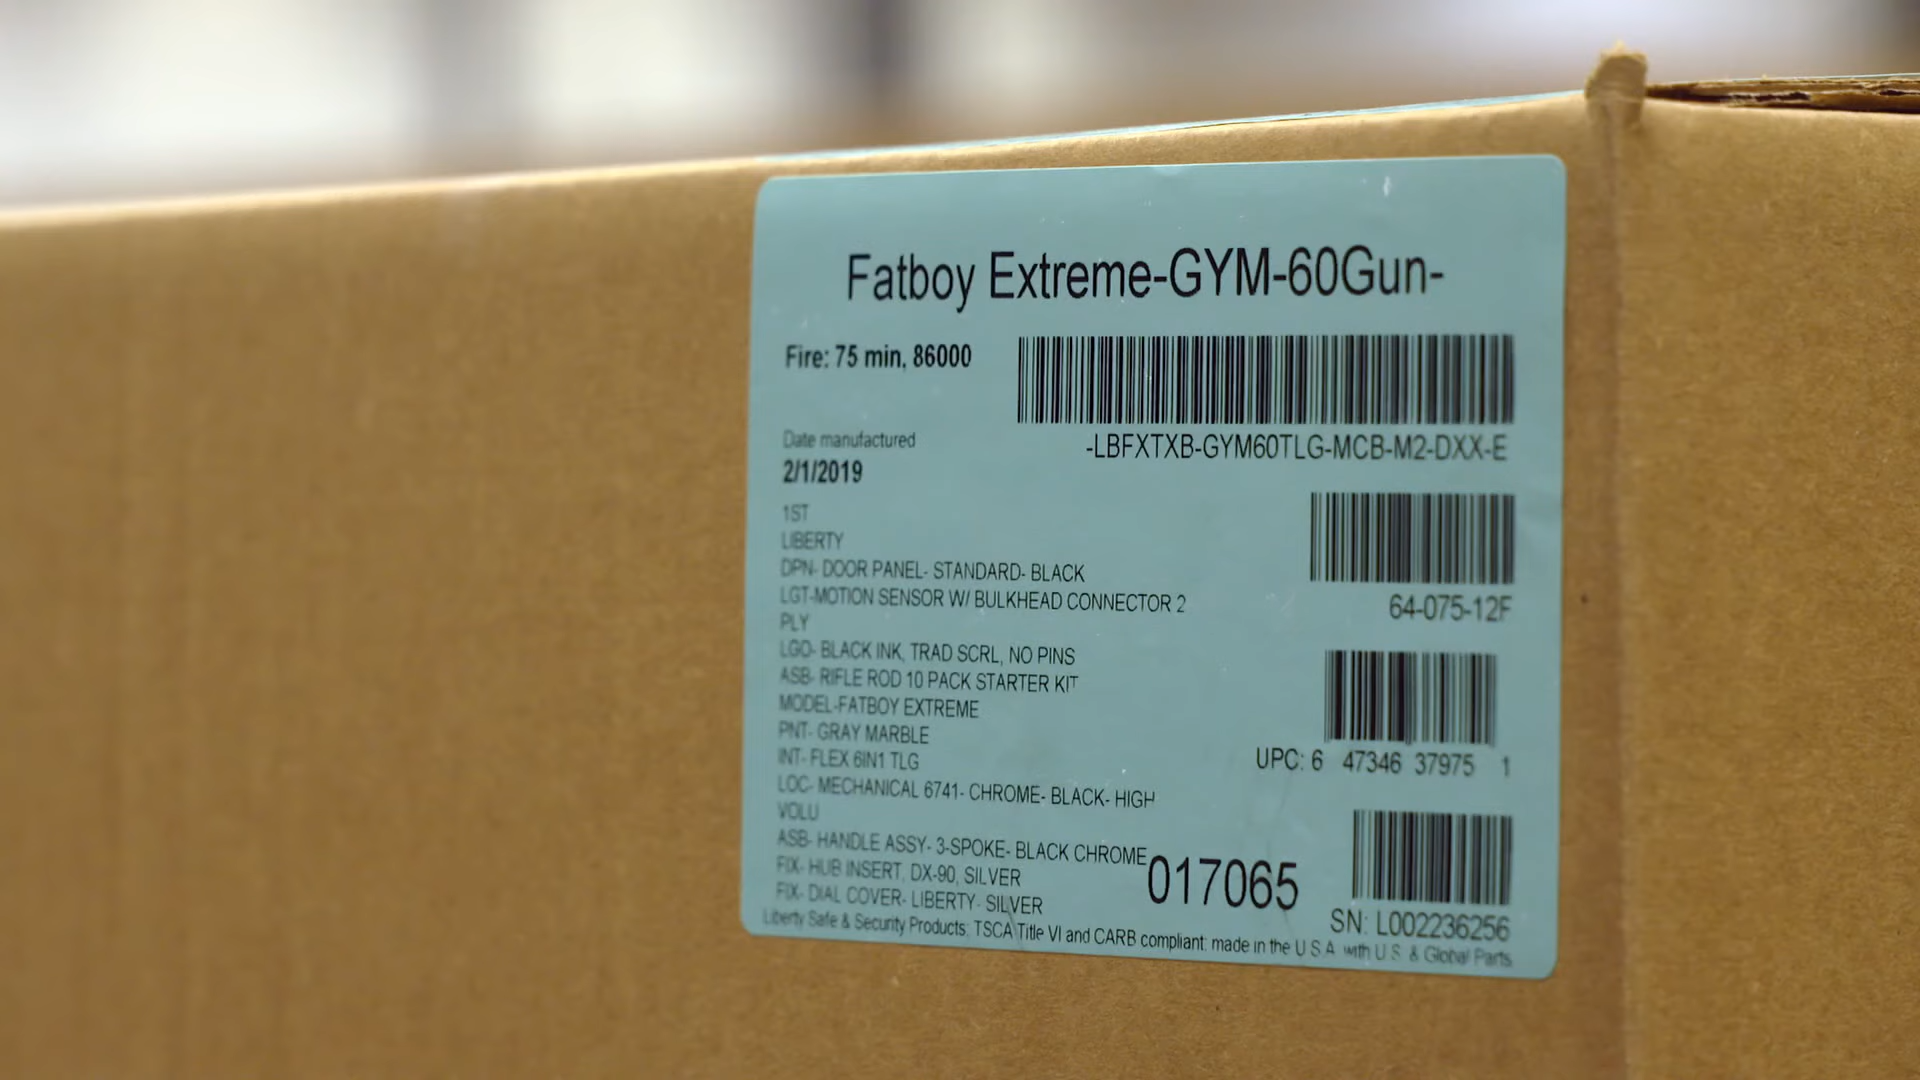 Fatboy Extreme-GYM-60Gun-
Fire: 75 min, 86000
-LBFXTXB-GYM60TLG-MCB-M2-DXX-E
Date manufactured
2/1/2019
1ST
LIBERTY
DPN- DOOR PANEL- STANDARD- BLACK
LGT-MOTION SENSOR W/ BULKHEAD CONNECTOR 2
PLY
64-075-12F
LGO- BLACK INK, TRAD SCRL, NO PINS
ASB- RIFLE ROD 10 PACK STARTER KIT
MODEL-FATBOY EXTREME
PNT- GRAY MARBLE
INT- FLEX 6IN1 TLG
UPC: 6 47346 37975 1
LOC- MECHANICAL 6741- CHROME- BLACK- HIGH
VOLU
ASB- HANDLE ASSY- 3-SPOKE- BLACK CHROME
FIX- HUB INSERT, DX-90, SILVER
FIX- DIAL COVER- LIBERTY- SILVER
017065
SN: L002236256
Liberty Safe & Security Products; TSCA Title VI and CARB compliant; made in the U.S.A. with U.S. & Global Parts